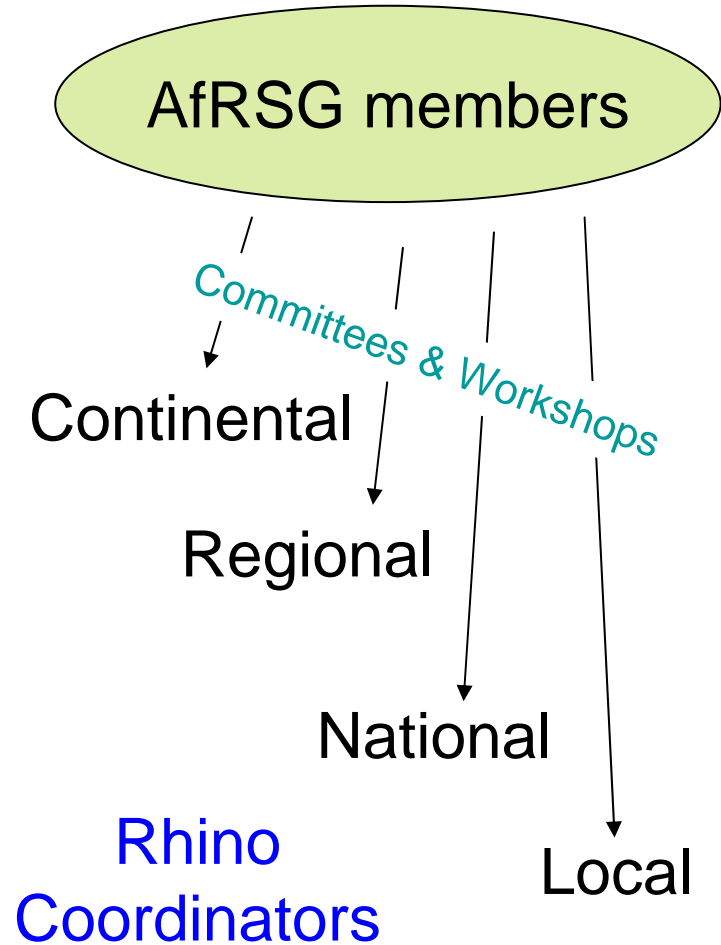 AfRSG members
Committees & Workshops
Continental
Regional
National
Rhino
Coordinators
Local